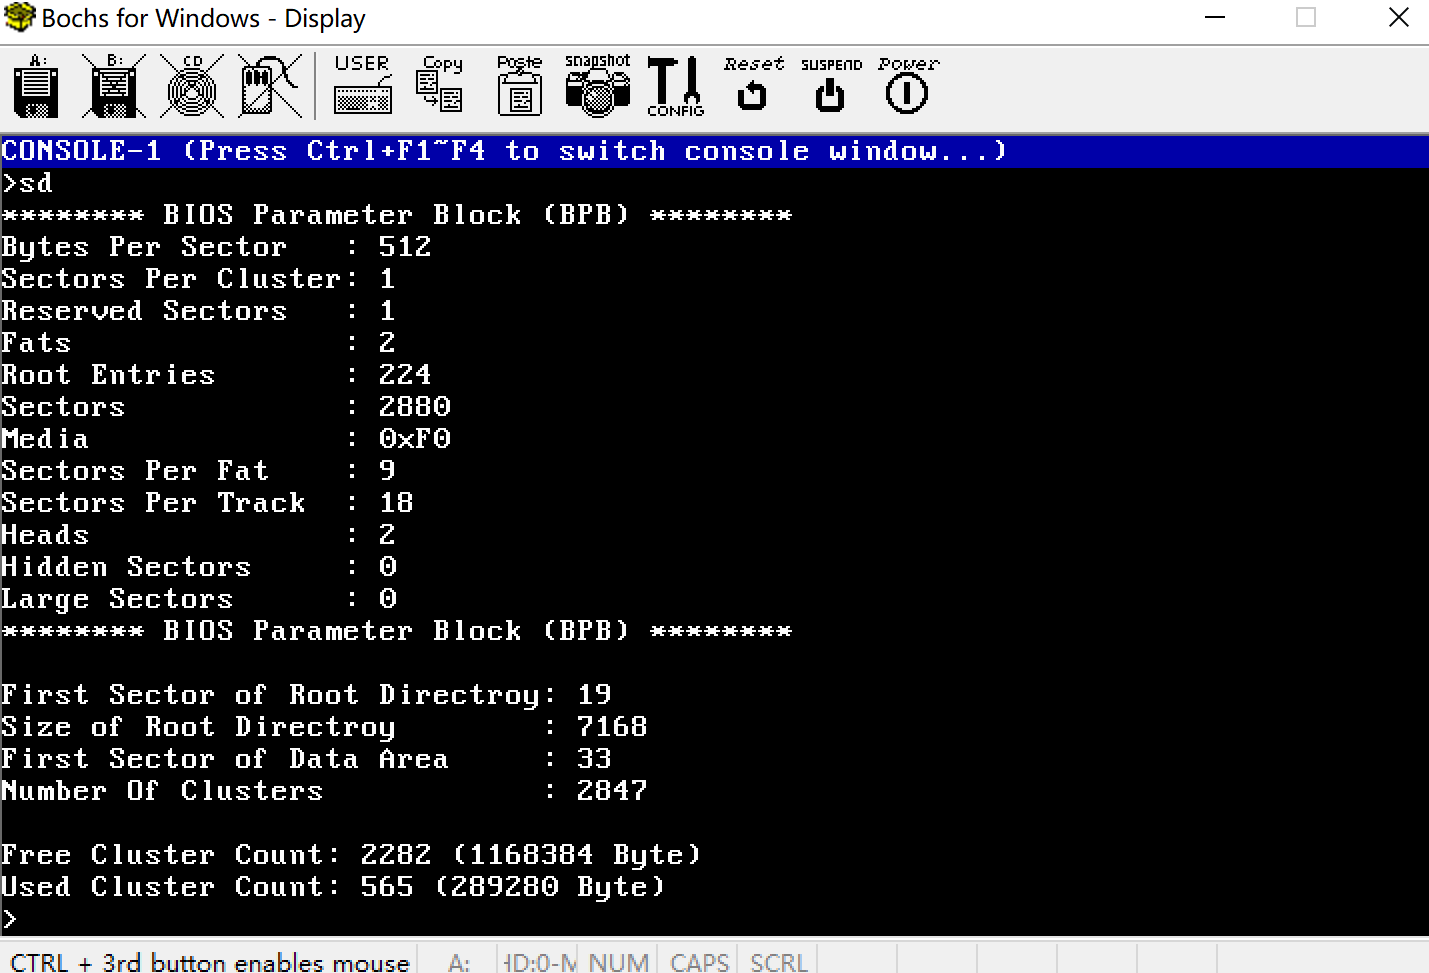 Bochs for Windows - Display
A: B: CD USER Copy Paste snapshot CONFIG Reset SUSPEND Power
CONSOLE-1 (Press Ctrl+F1~F4 to switch console window...)
>sd
******** BIOS Parameter Block (BPB) ********
Bytes Per Sector   : 512
Sectors Per Cluster: 1
Reserved Sectors   : 1
Fats               : 2
Root Entries       : 224
Sectors            : 2880
Media              : 0xF0
Sectors Per Fat    : 9
Sectors Per Track  : 18
Heads              : 2
Hidden Sectors     : 0
Large Sectors      : 0
******** BIOS Parameter Block (BPB) ********
First Sector of Root Directroy: 19
Size of Root Directroy        : 7168
First Sector of Data Area     : 33
Number Of Clusters            : 2847
Free Cluster Count: 2282 (1168384 Byte)
Used Cluster Count: 565 (289280 Byte)
>
CTRL + 3rd button enables mouse A: HD:0-M NUM CAPS SCRL